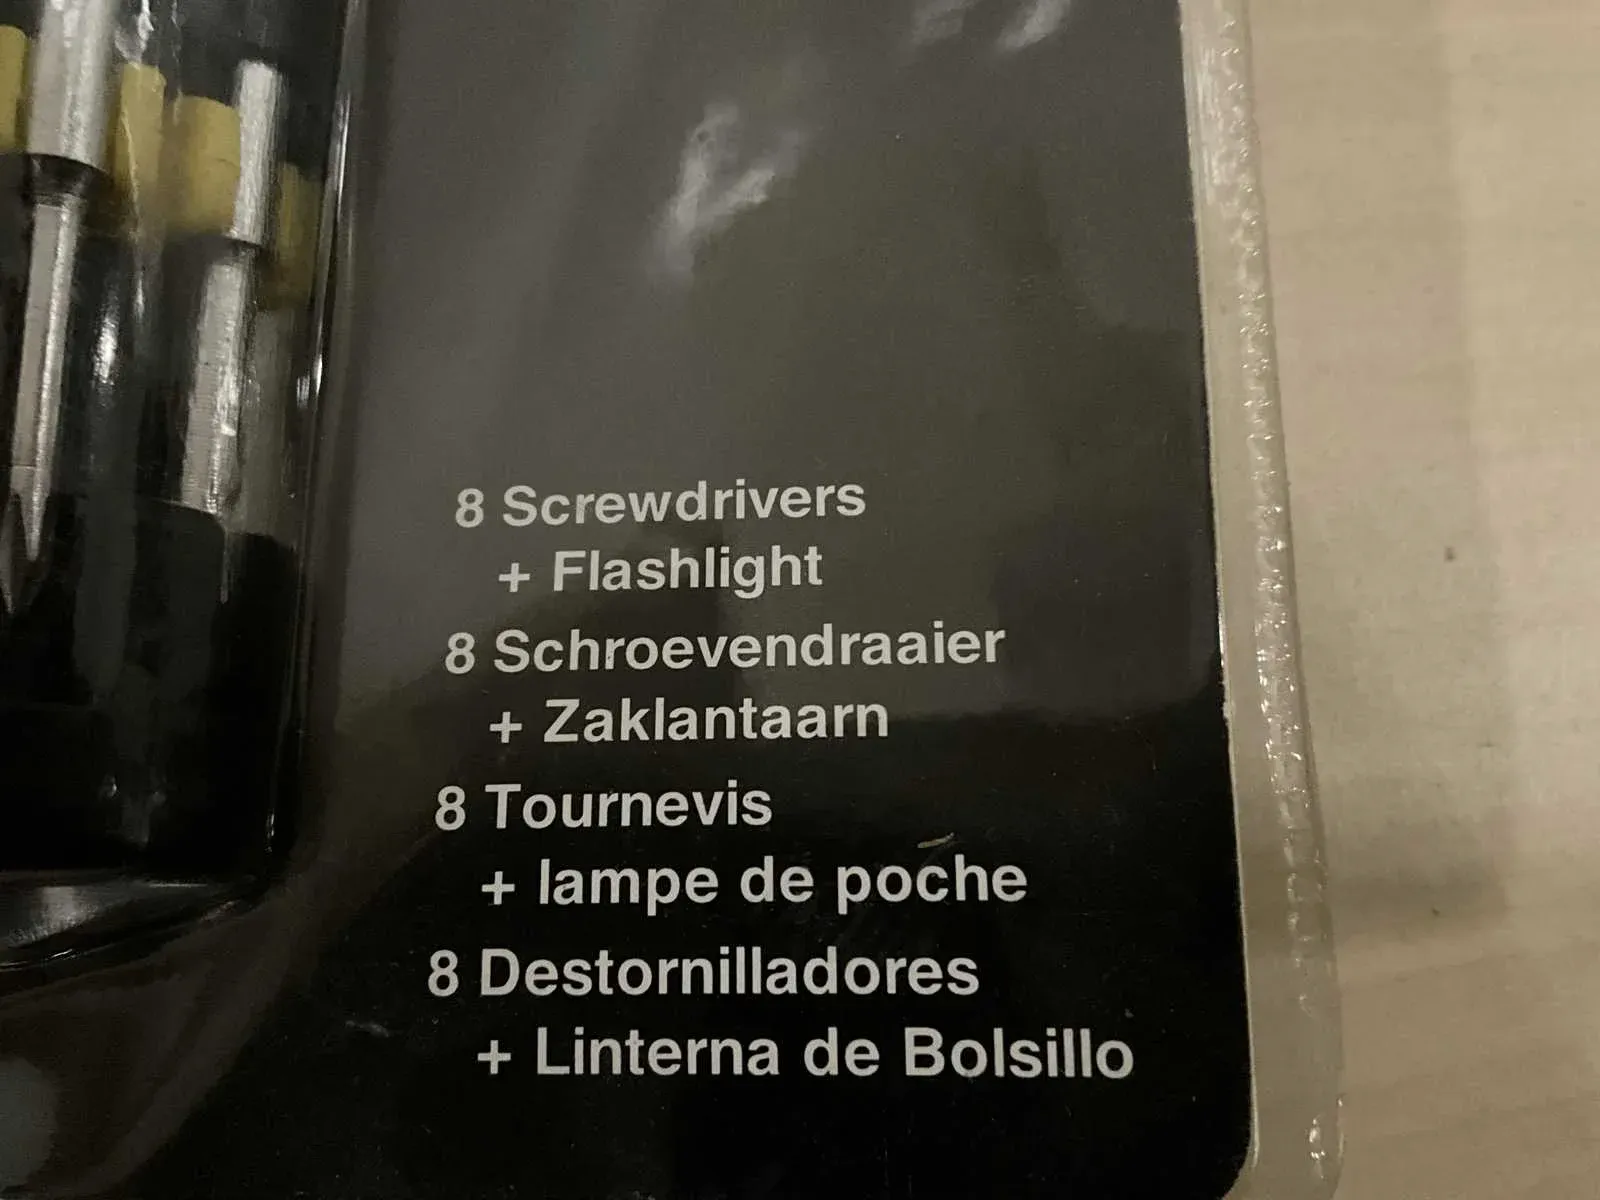 8 Screwdrivers
+ Flashlight
8 Schroevendraaier
+ Zaklantaarn
8 Tournevis
+ lampe de poche
8 Destornilladores
+ Linterna de Bolsillo